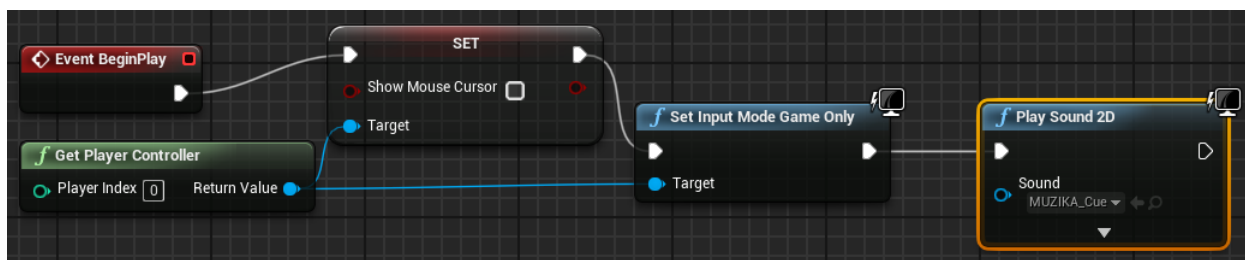 Event BeginPlay
SET
Show Mouse Cursor
Target
Get Player Controller
Player Index 0 Return Value
f Set Input Mode Game Only
Target
f Play Sound 2D
Sound
MUZIKA_Cue